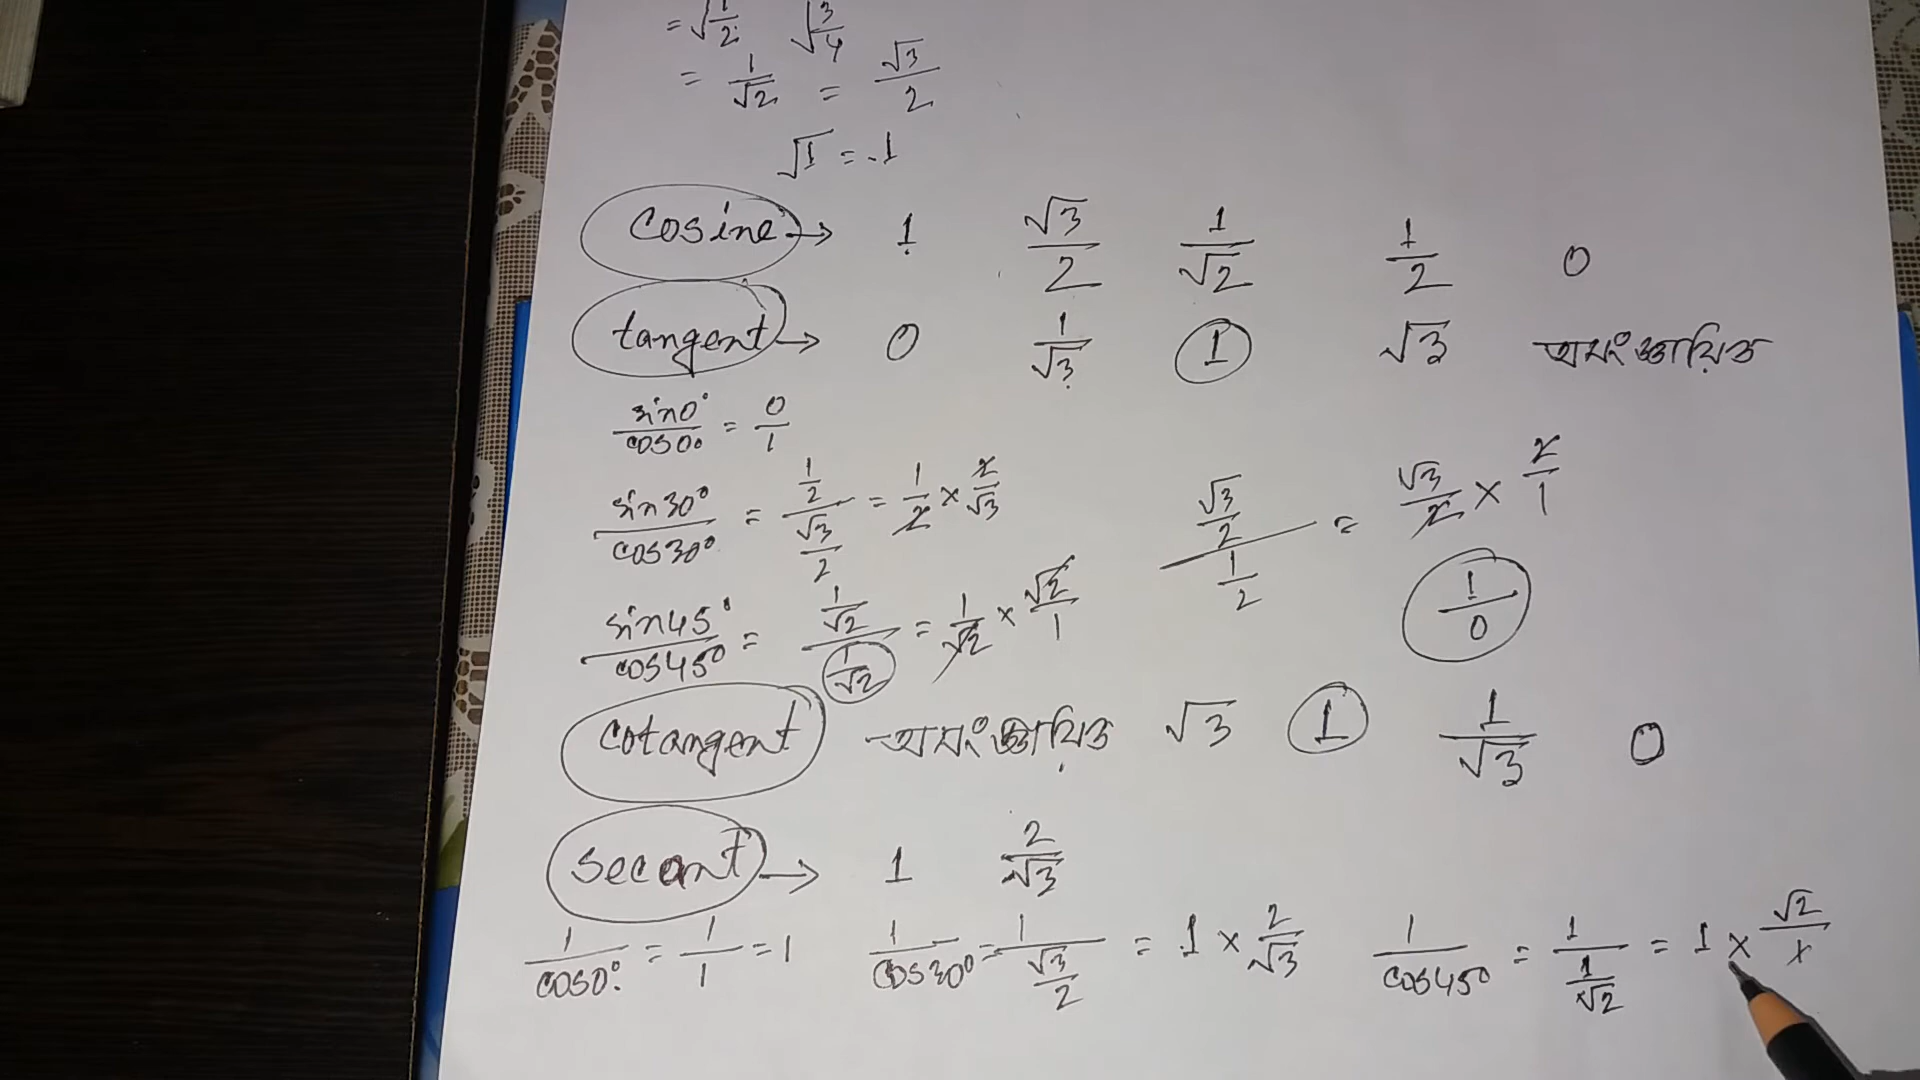 = √1/2 √3/4
= 1/√2 = √3/2
√1 = 1
cosine → 1 √3/2 1/√2 1/2 0
tangent → 0 1/√3 1 √3 অসংজ্ঞায়িত
sin0°/cos0° = 0/1
sin30°/cos30° = (1/2)/(√3/2) = 1/2 × 2/√3 (√3/2)/(1/2) = √3/2 × 2/1
sin45°/cos45° = (1/√2)/(1/√2) = 1/√2 × √2/1 1/0
cotangent অসংজ্ঞায়িত √3 1 1/√3 0
secant → 1 2/√3
1/cos0° = 1/1 = 1 1/cos30° = 1/(√3/2) = 1 × 2/√3 1/cos45° = 1/(1/√2) = 1 × √2/1